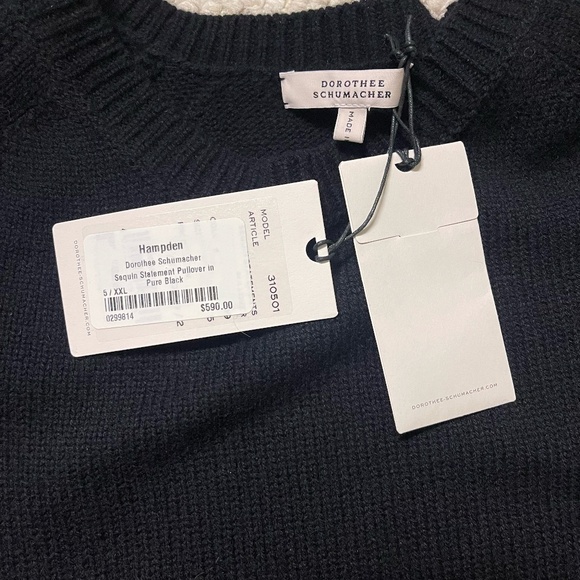 DOROTHEE
SCHUMACHER
MADE I
Hampden
Dorothee Schumacher
Sequin Statement Pullover in
Pure Black
5 / XXL
0299814
$590.00
MODEL
ARTICLE
310501
DOROTHEE-SCHUMACHER.COM
DOROTHEE-SCHUMACHER.COM